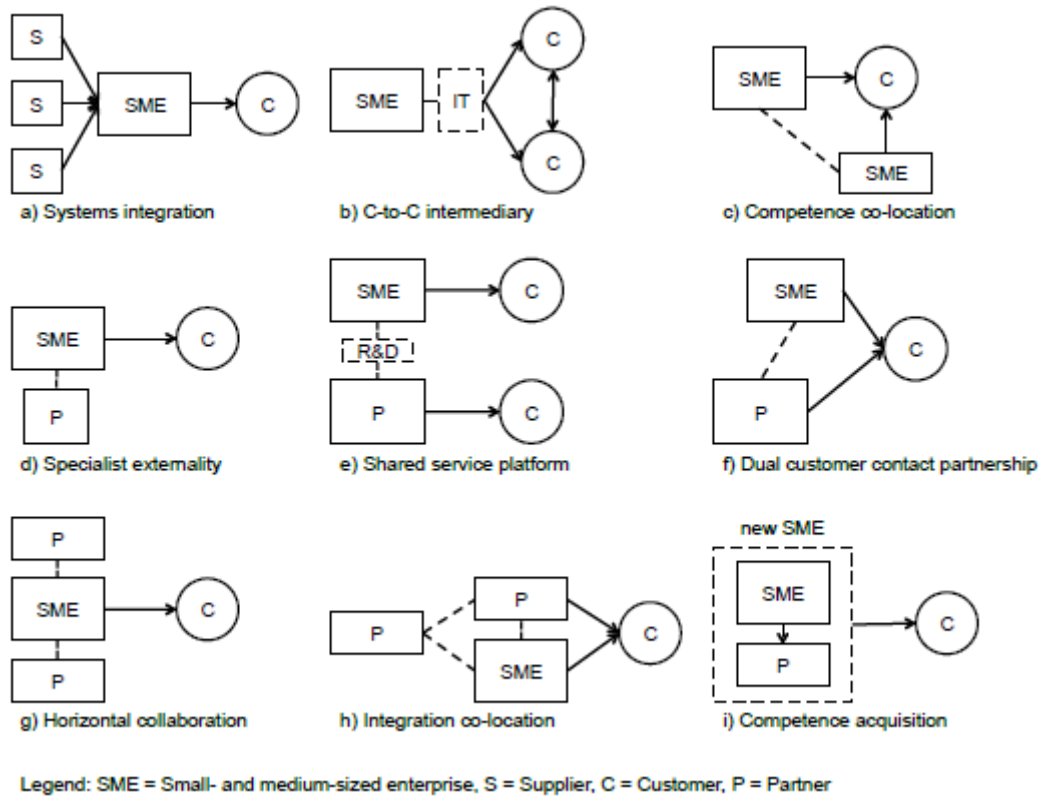 S
S
SME
C
S
a) Systems integration
SME
IT
C
C
b) C-to-C intermediary
SME
C
SME
c) Competence co-location
SME
C
P
d) Specialist externality
SME
C
R&D
P
C
e) Shared service platform
SME
C
P
f) Dual customer contact partnership
P
SME
C
P
g) Horizontal collaboration
P
P
C
SME
h) Integration co-location
new SME
SME
C
P
i) Competence acquisition
Legend: SME = Small- and medium-sized enterprise, S = Supplier, C = Customer, P = Partner